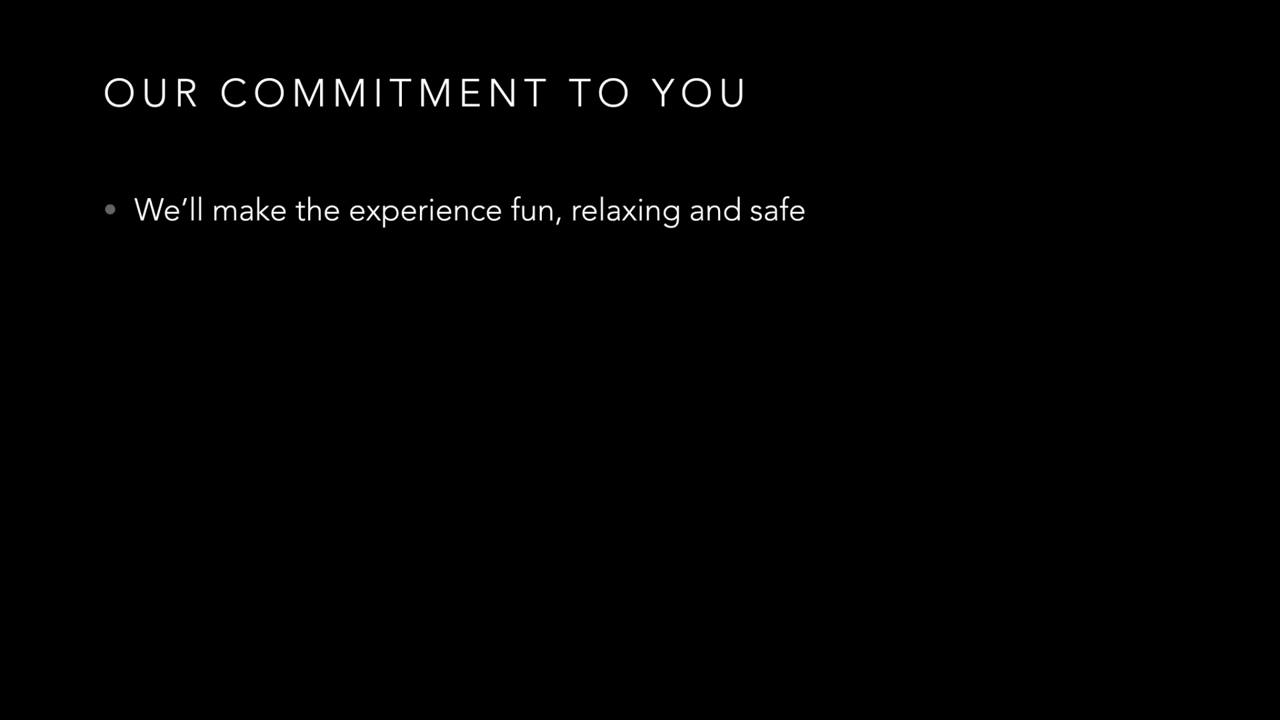 OUR COMMITMENT TO YOU
• We’ll make the experience fun, relaxing and safe